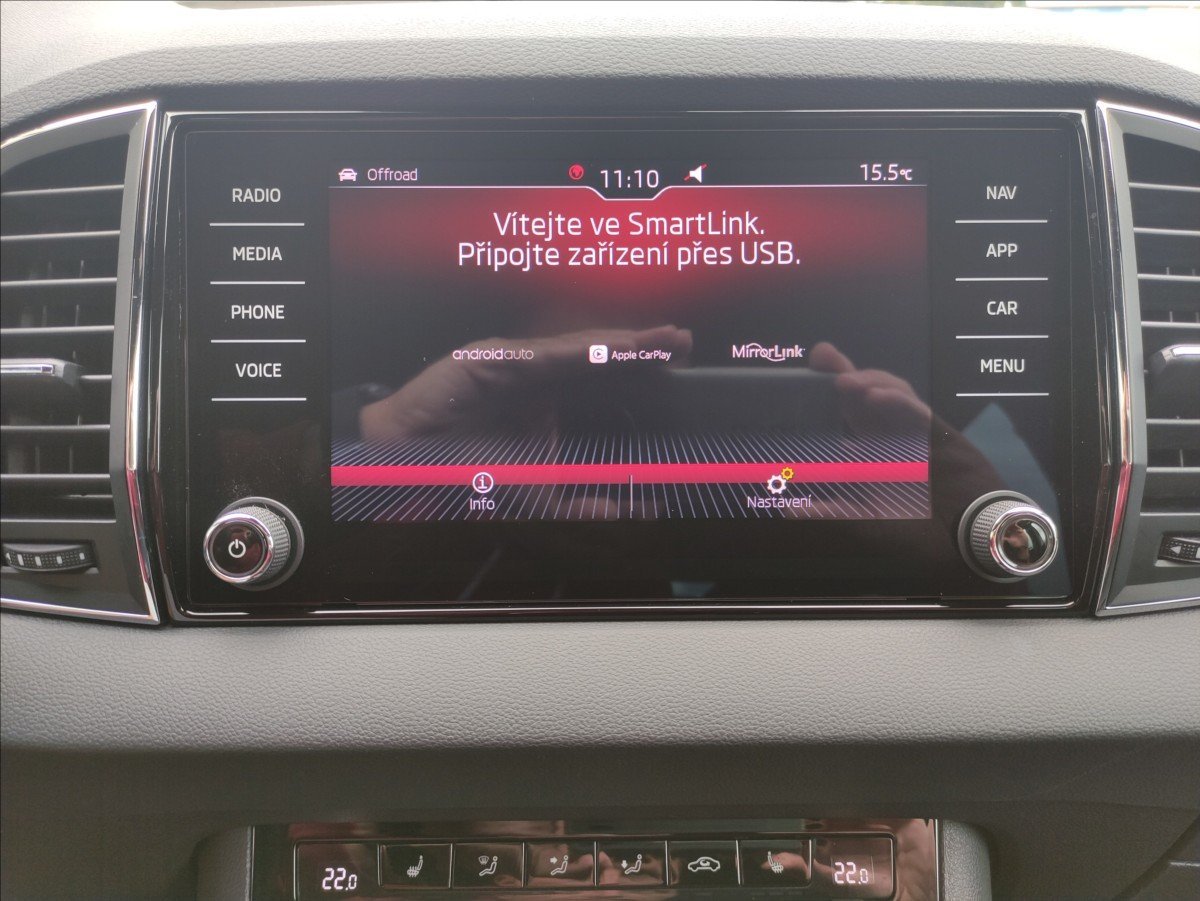 Offroad
11:10
15.5°C
Vítejte ve SmartLink.
Připojte zařízení přes USB.
androidauto
Apple CarPlay
MirrorLink
Info
Nastavení
RADIO
MEDIA
PHONE
VOICE
NAV
APP
CAR
MENU
22.0
22.0